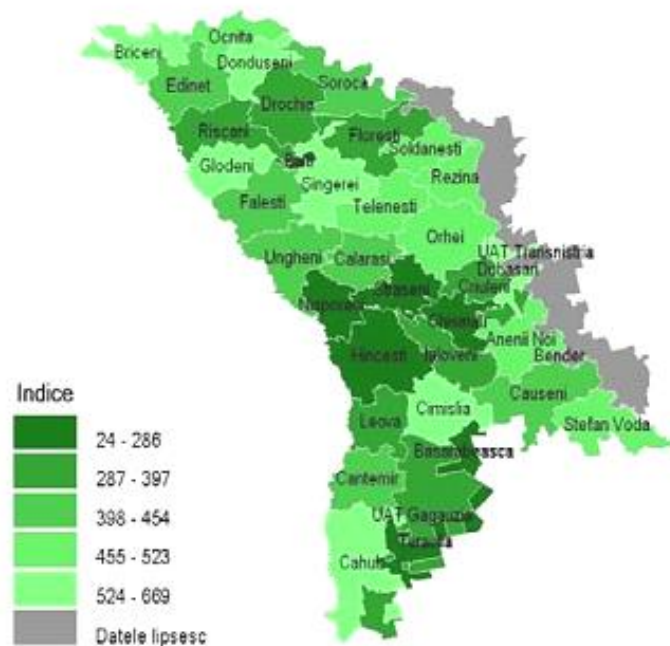 Ocnita
Briceni
Donduseni
Edinet
Soroca
Drochia
Riscani
Floresti
Soldanesti
Glodeni
Singerei
Rezina
Falesti
Telenesti
Orhei
Ungheni
Calarasi
UAT Transnistria
Dubasari
Straseni
Criuleni
Nisporeni
Chisinau
Anenii Noi
Hincesti
Ialoveni
Bender
Causeni
Cimislia
Leova
Stefan Voda
Basarabeasca
Cantemir
UAT Gagauzia
Taraclia
Cahul
Indice
24 - 286
287 - 397
398 - 454
455 - 523
524 - 669
Datele lipsesc